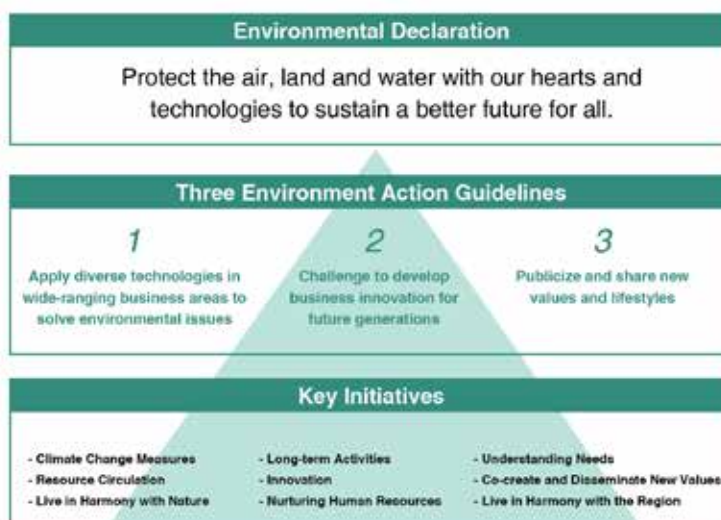 Environmental Declaration
Protect the air, land and water with our hearts and
technologies to sustain a better future for all.
Three Environment Action Guidelines
1
Apply diverse technologies in
wide-ranging business areas to
solve environmental issues
2
Challenge to develop
business innovation for
future generations
3
Publicize and share new
values and lifestyles
Key Initiatives
- Climate Change Measures
- Resource Circulation
- Live in Harmony with Nature
- Long-term Activities
- Innovation
- Nurturing Human Resources
- Understanding Needs
- Co-create and Disseminate New Values
- Live in Harmony with the Region